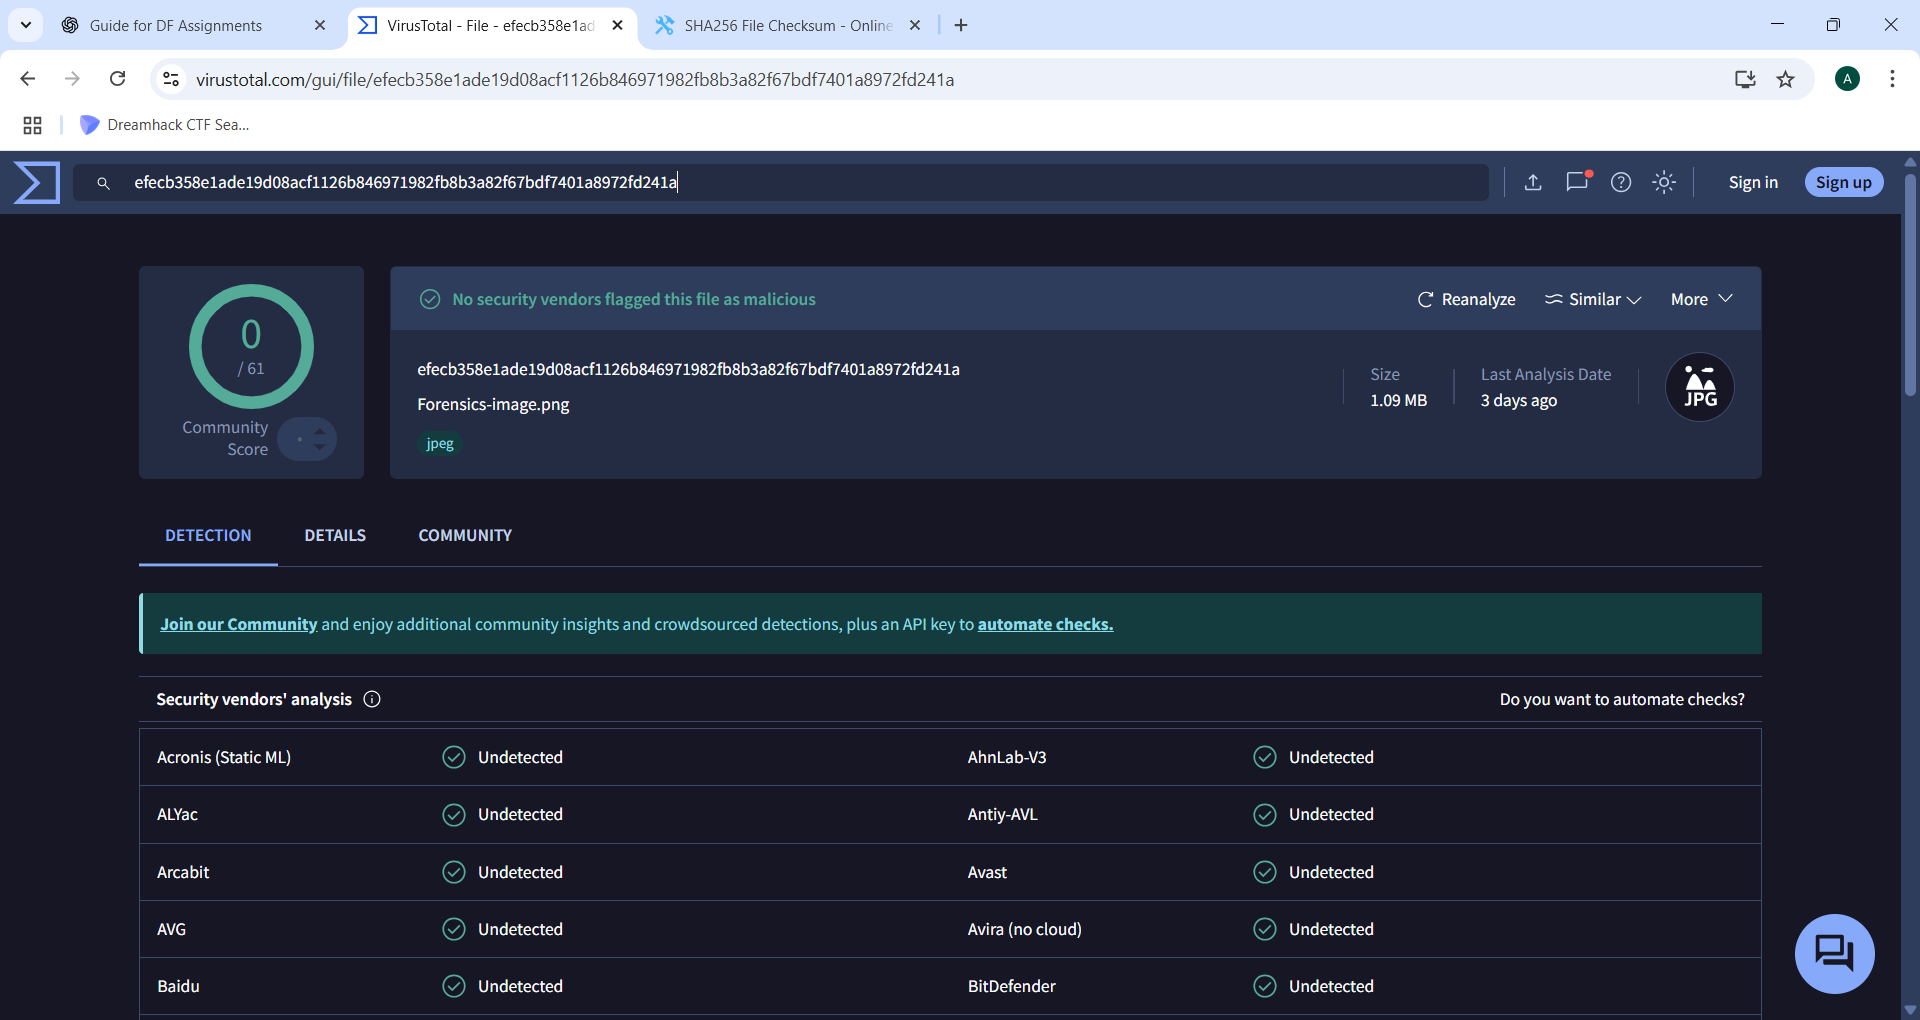 Guide for DF Assignments
VirusTotal - File - efecb358e1ad
SHA256 File Checksum - Online
virustotal.com/gui/file/efecb358e1ade19d08acf1126b846971982fb8b3a82f67bdf7401a8972fd241a
A
Dreamhack CTF Sea...
efecb358e1ade19d08acf1126b846971982fb8b3a82f67bdf7401a8972fd241a
Sign in
Sign up
0
/ 61
Community
Score
No security vendors flagged this file as malicious
Reanalyze
Similar
More
efecb358e1ade19d08acf1126b846971982fb8b3a82f67bdf7401a8972fd241a
Forensics-image.png
jpeg
Size
1.09 MB
Last Analysis Date
3 days ago
JPG
DETECTION
DETAILS
COMMUNITY
Join our Community and enjoy additional community insights and crowdsourced detections, plus an API key to automate checks.
Security vendors' analysis
Do you want to automate checks?
Acronis (Static ML)
Undetected
AhnLab-V3
Undetected
ALYac
Undetected
Antiy-AVL
Undetected
Arcabit
Undetected
Avast
Undetected
AVG
Undetected
Avira (no cloud)
Undetected
Baidu
Undetected
BitDefender
Undetected